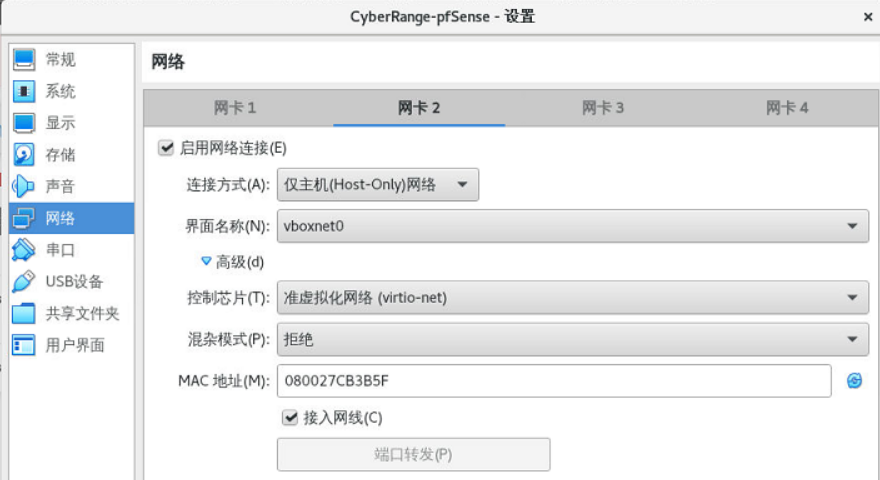 CyberRange-pfSense - 设置
常规
系统
显示
存储
声音
网络
串口
USB设备
共享文件夹
用户界面
网络
网卡 1 网卡 2 网卡 3 网卡 4
启用网络连接(E)
连接方式(A): 仅主机(Host-Only)网络
界面名称(N): vboxnet0
高级(d)
控制芯片(T): 准虚拟化网络 (virtio-net)
混杂模式(P): 拒绝
MAC 地址(M): 080027CB3B5F
接入网线(C)
端口转发(P)